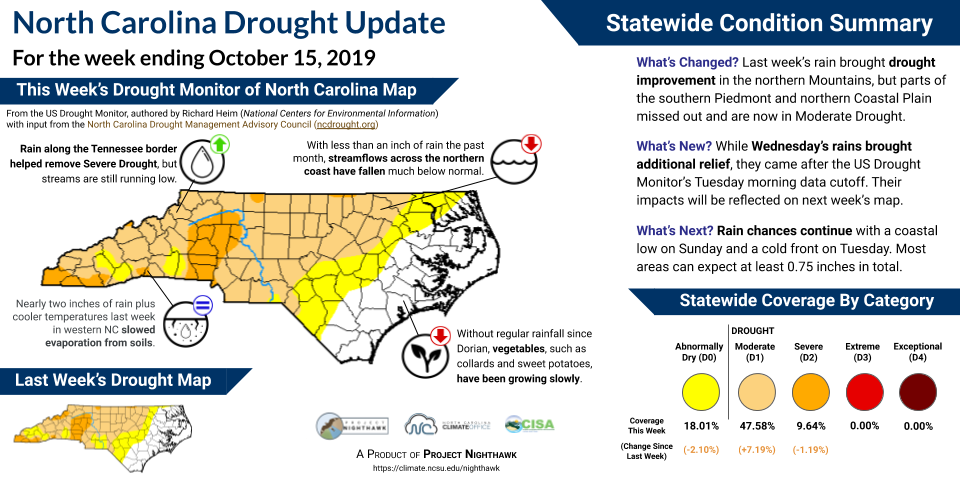 North Carolina Drought Update
For the week ending October 15, 2019
This Week's Drought Monitor of North Carolina Map
From the US Drought Monitor, authored by Richard Heim (National Centers for Environmental Information)
with input from the North Carolina Drought Management Advisory Council (ncdrought.org)
Rain along the Tennessee border
helped remove Severe Drought, but
streams are still running low.
With less than an inch of rain the past
month, streamflows across the northern
coast have fallen much below normal.
Nearly two inches of rain plus
cooler temperatures last week
in western NC slowed
evaporation from soils.
Without regular rainfall since
Dorian, vegetables, such as
collards and sweet potatoes,
have been growing slowly.
Last Week's Drought Map
PROJECT
NIGHTHAWK
NC
NORTH CAROLINA
CLIMATE OFFICE
CISA
A Product of Project Nighthawk
https://climate.ncsu.edu/nighthawk
Statewide Condition Summary
What's Changed? Last week's rain brought drought
improvement in the northern Mountains, but parts of
the southern Piedmont and northern Coastal Plain
missed out and are now in Moderate Drought.
What's New? While Wednesday's rains brought
additional relief, they came after the US Drought
Monitor's Tuesday morning data cutoff. Their
impacts will be reflected on next week's map.
What's Next? Rain chances continue with a coastal
low on Sunday and a cold front on Tuesday. Most
areas can expect at least 0.75 inches in total.
Statewide Coverage By Category
DROUGHT
Abnormally Moderate Severe Extreme Exceptional
Dry (D0) (D1) (D2) (D3) (D4)
Coverage
This Week 18.01% 47.58% 9.64% 0.00% 0.00%
(Change Since
Last Week) (-2.10%) (+7.19%) (-1.19%)